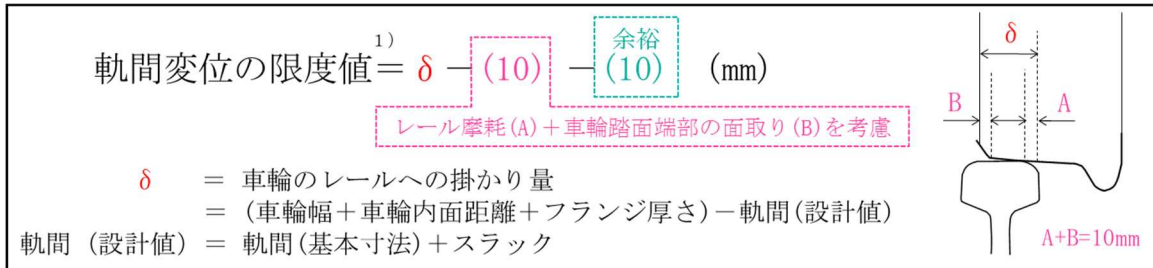 軌間変位の限度値1)= δ −(10) −(10) (mm)
余裕
レール摩耗(A)+車輪踏面端部の面取り(B)を考慮
δ = 車輪のレールへの掛かり量
= (車輪幅+車輪内面距離+フランジ厚さ)−軌間(設計値)
軌間 (設計値) = 軌間(基本寸法)+スラック
δ
B
A
A+B=10mm